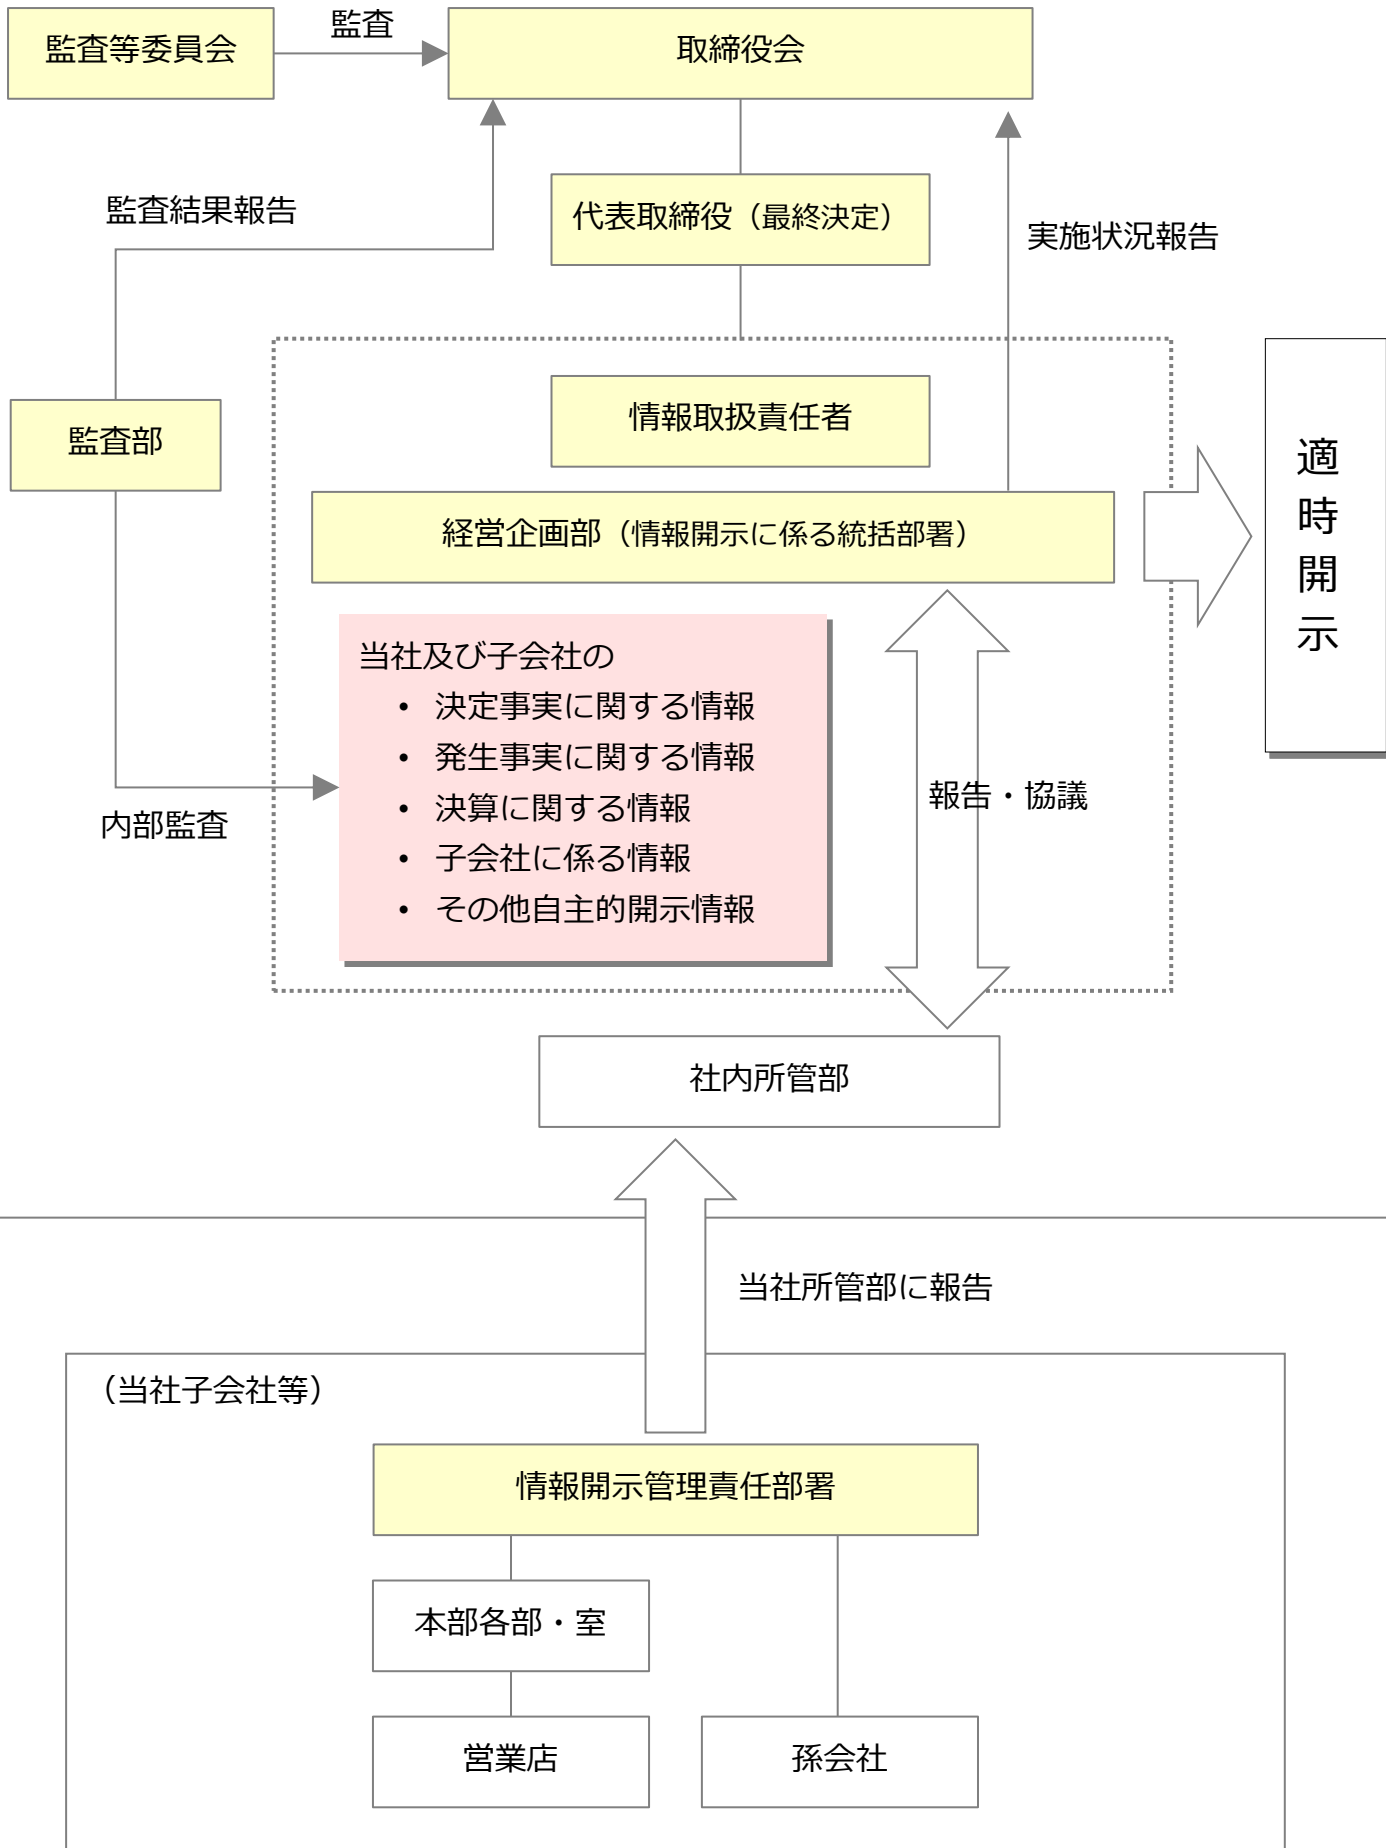 監査等委員会
監査
取締役会
監査結果報告
代表取締役（最終決定）
実施状況報告
監査部
情報取扱責任者
経営企画部（情報開示に係る統括部署）
適時開示
当社及び子会社の
• 決定事実に関する情報
• 発生事実に関する情報
• 決算に関する情報
• 子会社に係る情報
• その他自主的開示情報
報告・協議
内部監査
社内所管部
当社所管部に報告
（当社子会社等）
情報開示管理責任部署
本部各部・室
営業店
孫会社